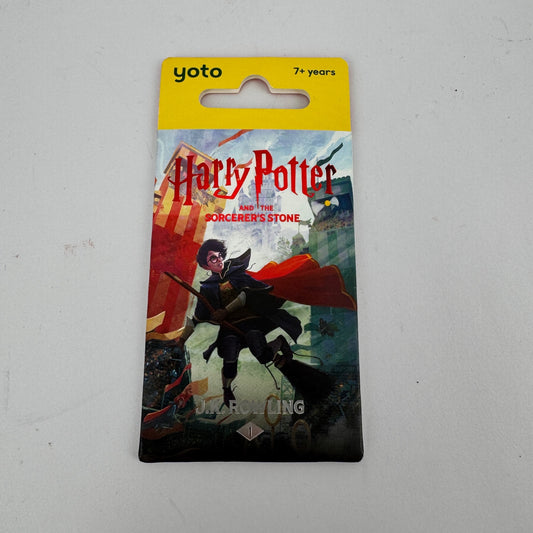 yoto 7+ years
Harry Potter
AND THE
SORCERER'S STONE
J.K. ROWLING
1